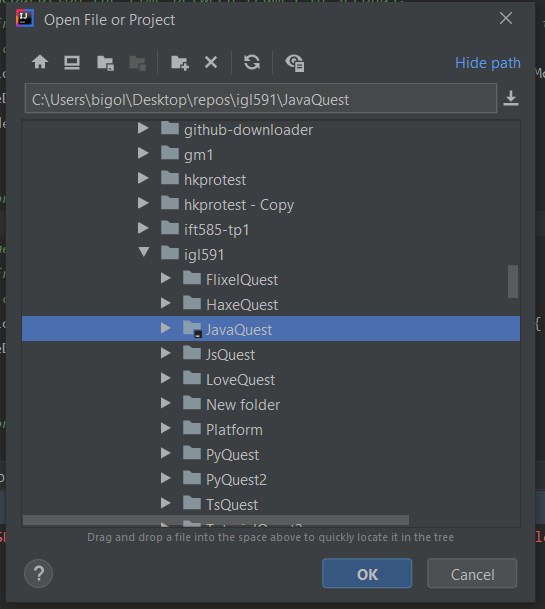 IJ
Open File or Project
Hide path
C:\Users\bigol\Desktop\repos\igl591\JavaQuest
github-downloader
gm1
hkprotest
hkprotest - Copy
ift585-tp1
igl591
FlixelQuest
HaxeQuest
JavaQuest
JsQuest
LoveQuest
New folder
Platform
PyQuest
PyQuest2
TsQuest
Drag and drop a file into the space above to quickly locate it in the tree
?
OK
Cancel